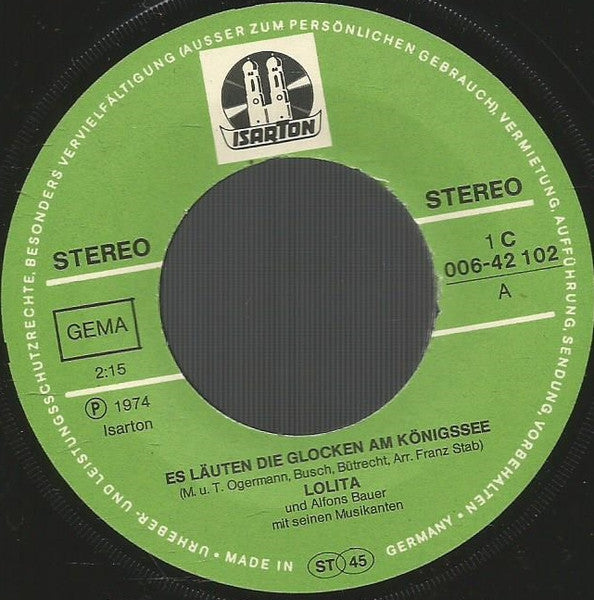 URHEBER- UND LEISTUNGSSCHUTZRECHTE, BESONDERS VERVIELFÄLTIGUNG (AUSSER ZUM PERSÖNLICHEN GEBRAUCH), VERMIETUNG, AUFFÜHRUNG, SENDUNG, VORBEHALTEN • MADE IN GERMANY •
ISARTON
STEREO
STEREO
1 C
006-42 102
A
GEMA
2:15
Ⓟ 1974
Isarton
ES LÄUTEN DIE GLOCKEN AM KÖNIGSSEE
(M. u. T. Ogermann, Busch, Bütrecht, Arr. Franz Stab)
LOLITA
und Alfons Bauer
mit seinen Musikanten
ST 45